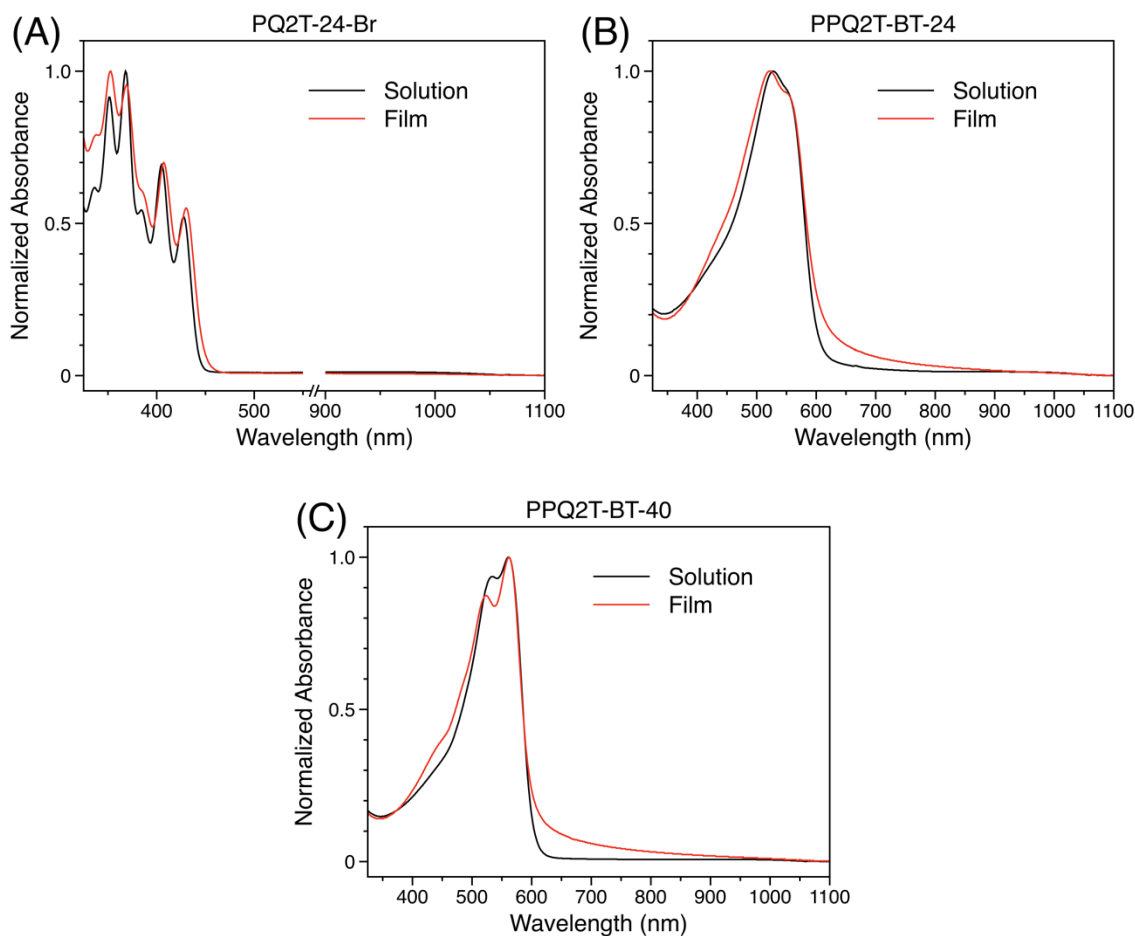 (A)
PQ2T-24-Br
Normalized Absorbance
1.0
0.5
0
Solution
Film
400 500 900 1000 1100
Wavelength (nm)
(B)
PPQ2T-BT-24
Normalized Absorbance
1.0
0.5
0
Solution
Film
400 500 600 700 800 900 1000 1100
Wavelength (nm)
(C)
PPQ2T-BT-40
Normalized Absorbance
1.0
0.5
0
Solution
Film
400 500 600 700 800 900 1000 1100
Wavelength (nm)